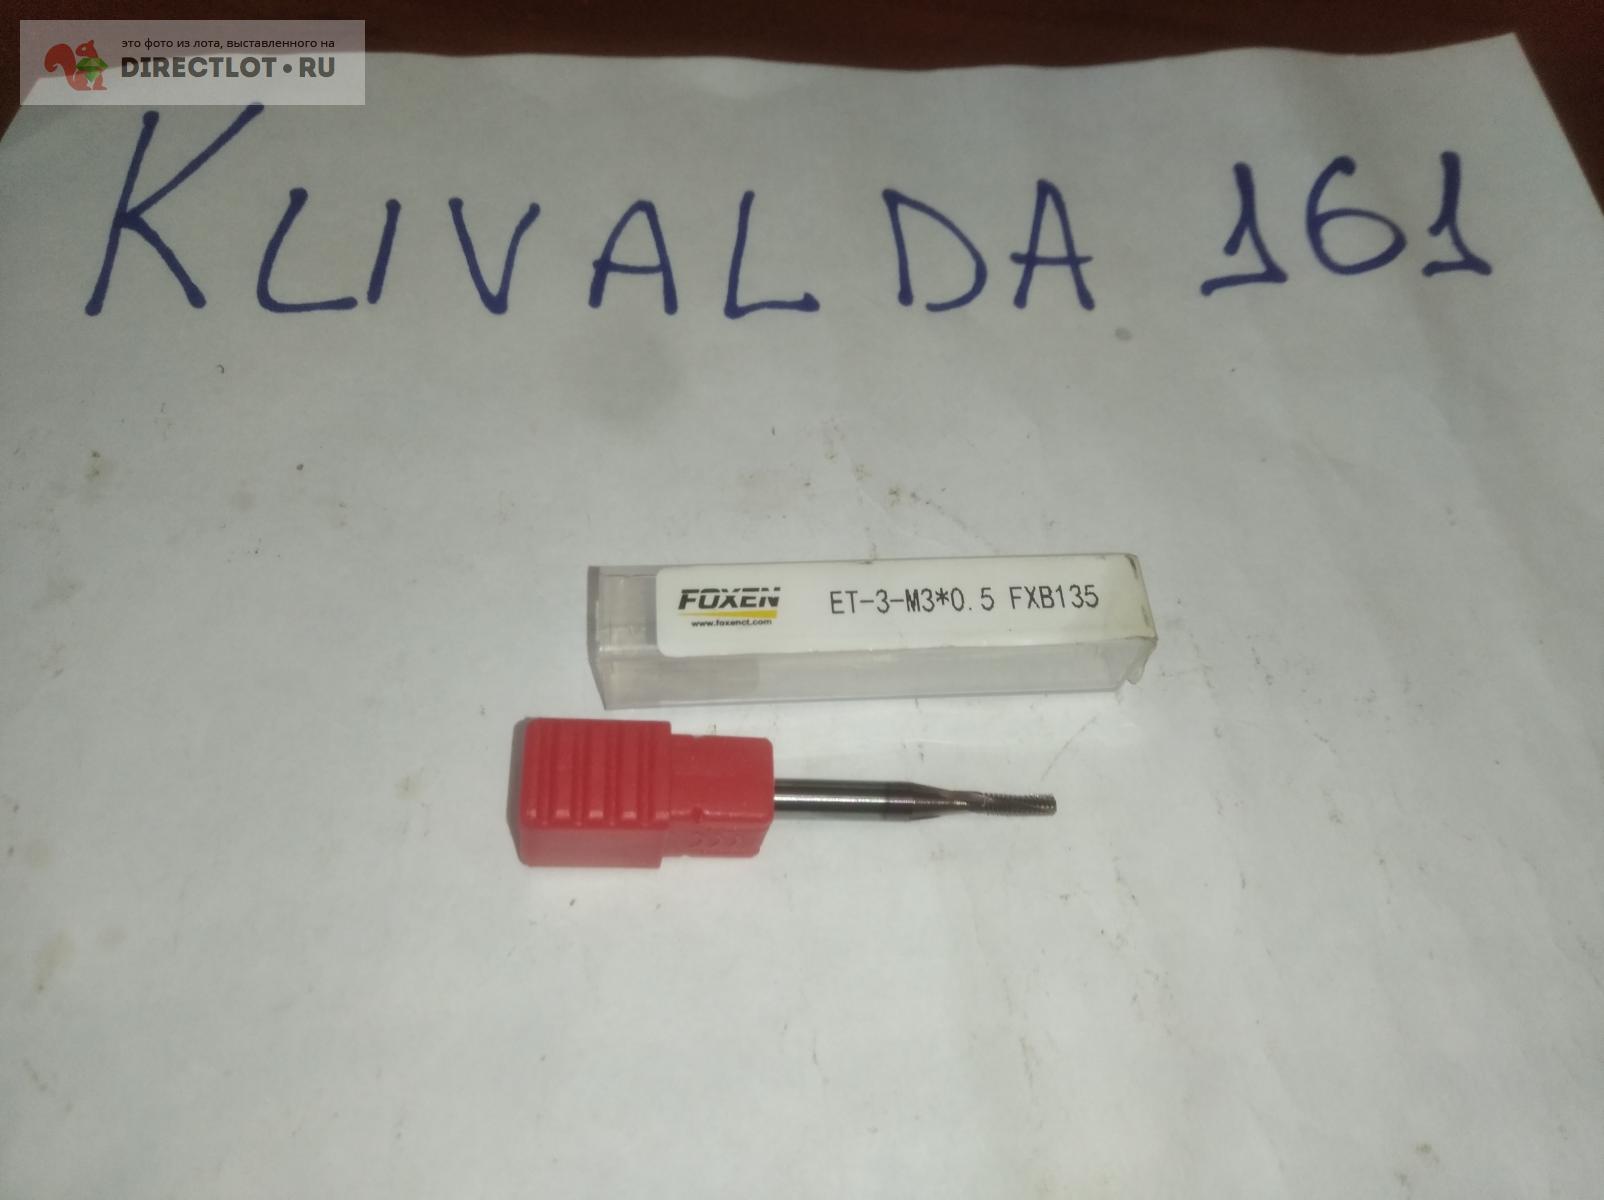 это фото из лота, выставленного на
DIRECTLOT•RU
KLIVALDA 161
FOXEN
www.foxenct.com
ET-3-M3*0.5 FXB135